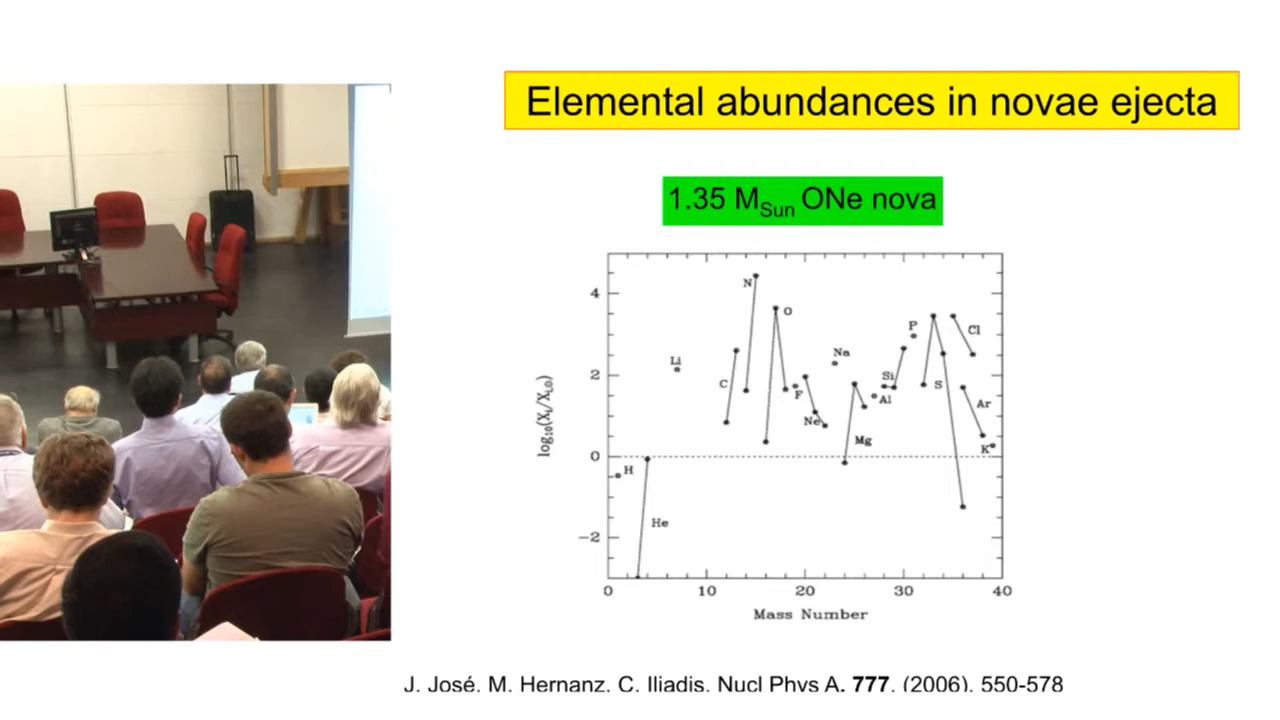 Elemental abundances in novae ejecta
1.35 MSun ONe nova
4
2
0
−2
log10(Xi/Xi,⊙)
N
O
Li
C
F
Ne
Na
Mg
Al
Si
P
S
Cl
Ar
K
H
He
0 10 20 30 40
Mass Number
J. José, M. Hernanz, C. Iliadis, Nucl Phys A, 777, (2006), 550-578